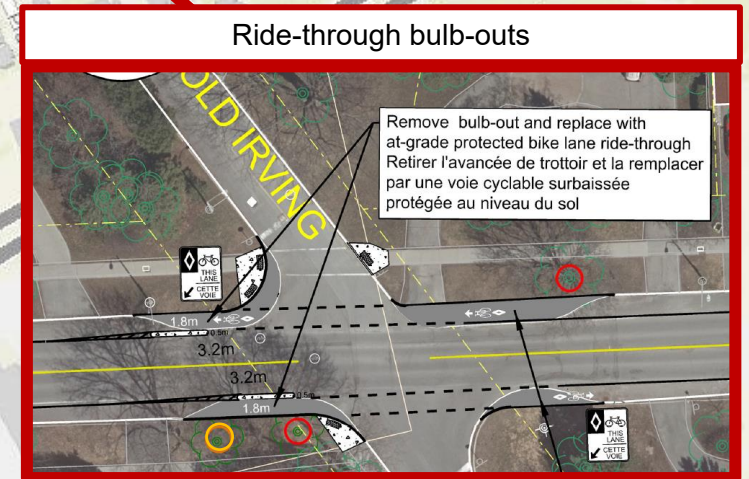 Ride-through bulb-outs
OLD IRVING
Remove bulb-out and replace with
at-grade protected bike lane ride-through
Retirer l'avancée de trottoir et la remplacer
par une voie cyclable surbaissée
protégée au niveau du sol
THIS
LANE
CETTE
VOIE
1.8m
0.5m
3.2m
3.2m
0.5m
1.8m
THIS
LANE
CETTE
VOIE